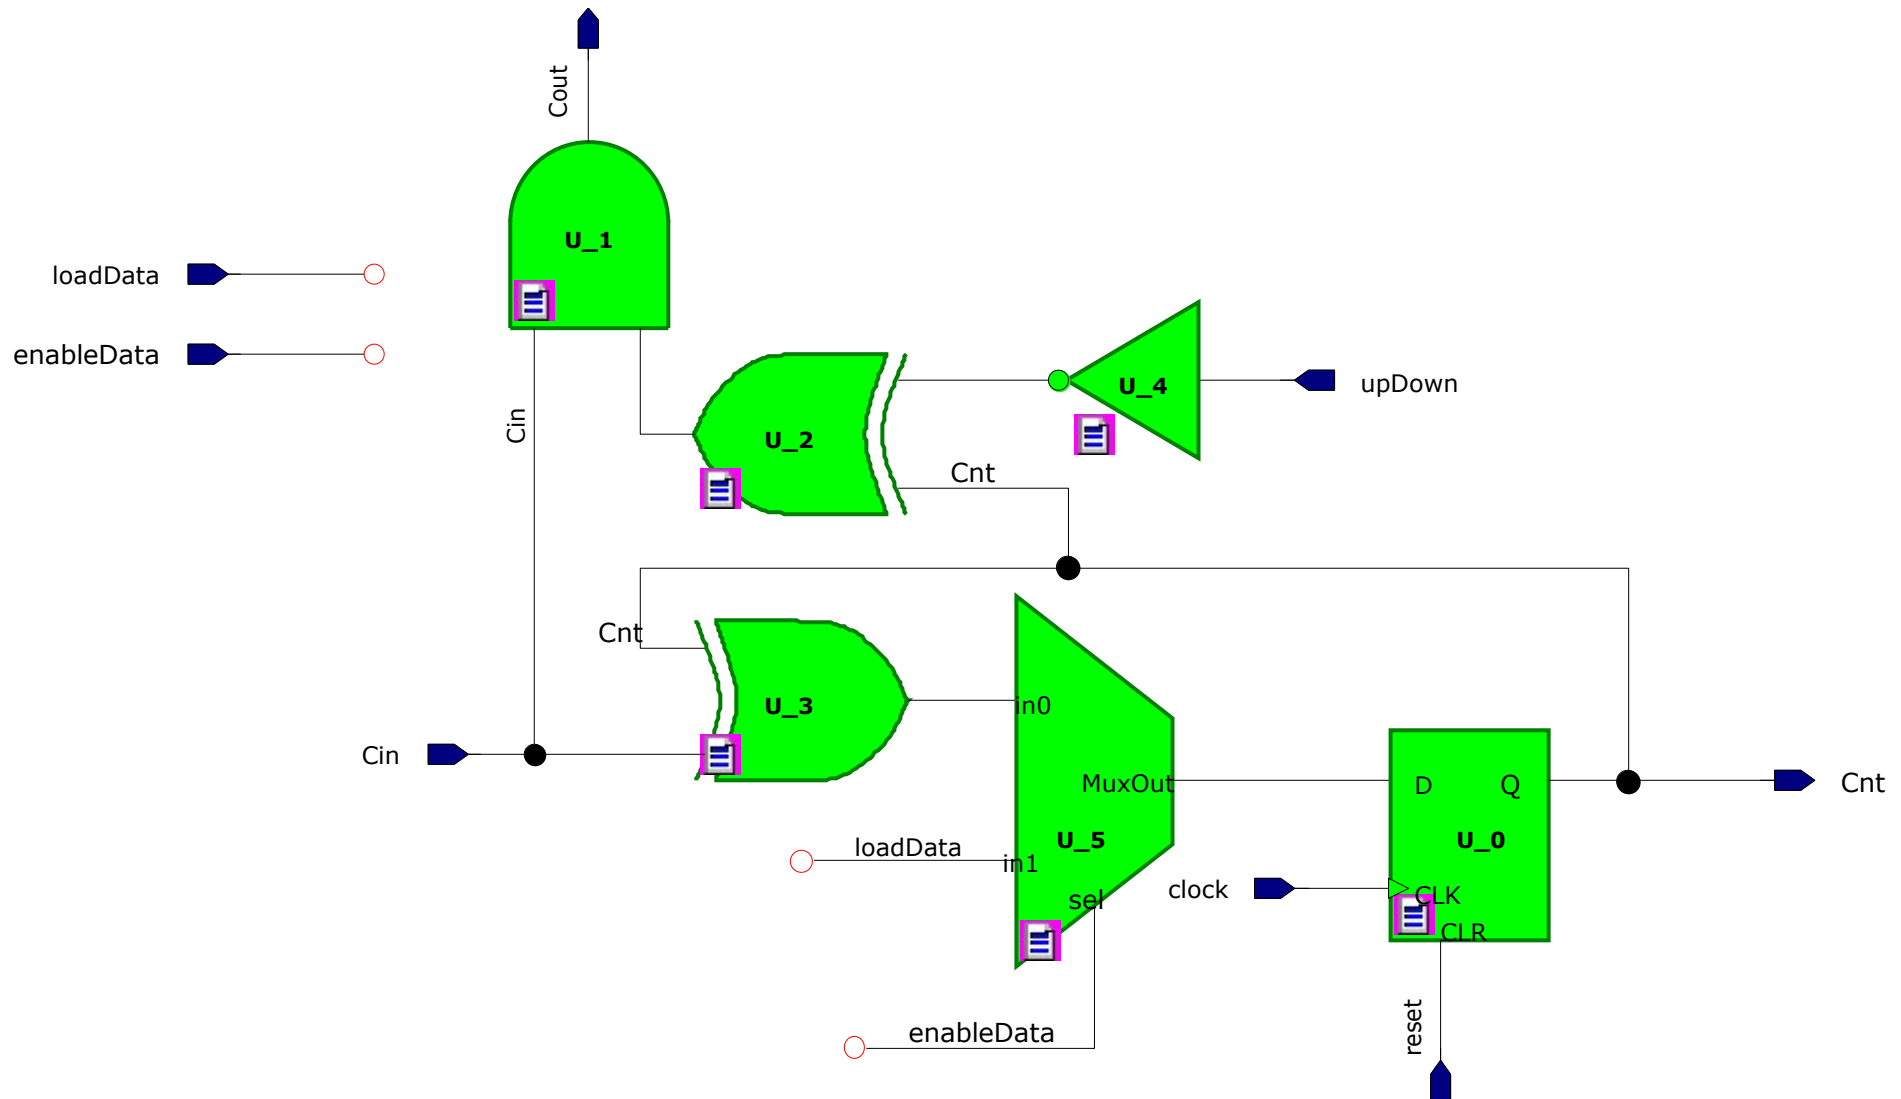 Cout
U_1
loadData
enableData
Cin
U_4
upDown
U_2
Cnt
Cnt
U_3
in0
Cin
MuxOut
D
Q
Cnt
loadData
in1
U_5
U_0
sel
clock
CLK
CLR
enableData
reset